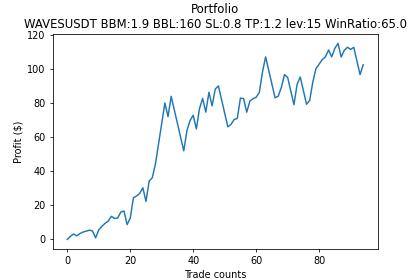 Portfolio
WAVESUSDT BBM:1.9 BBL:160 SL:0.8 TP:1.2 lev:15 WinRatio:65.0
120
100
80
60
40
20
0
Profit ($)
0 20 40 60 80
Trade counts